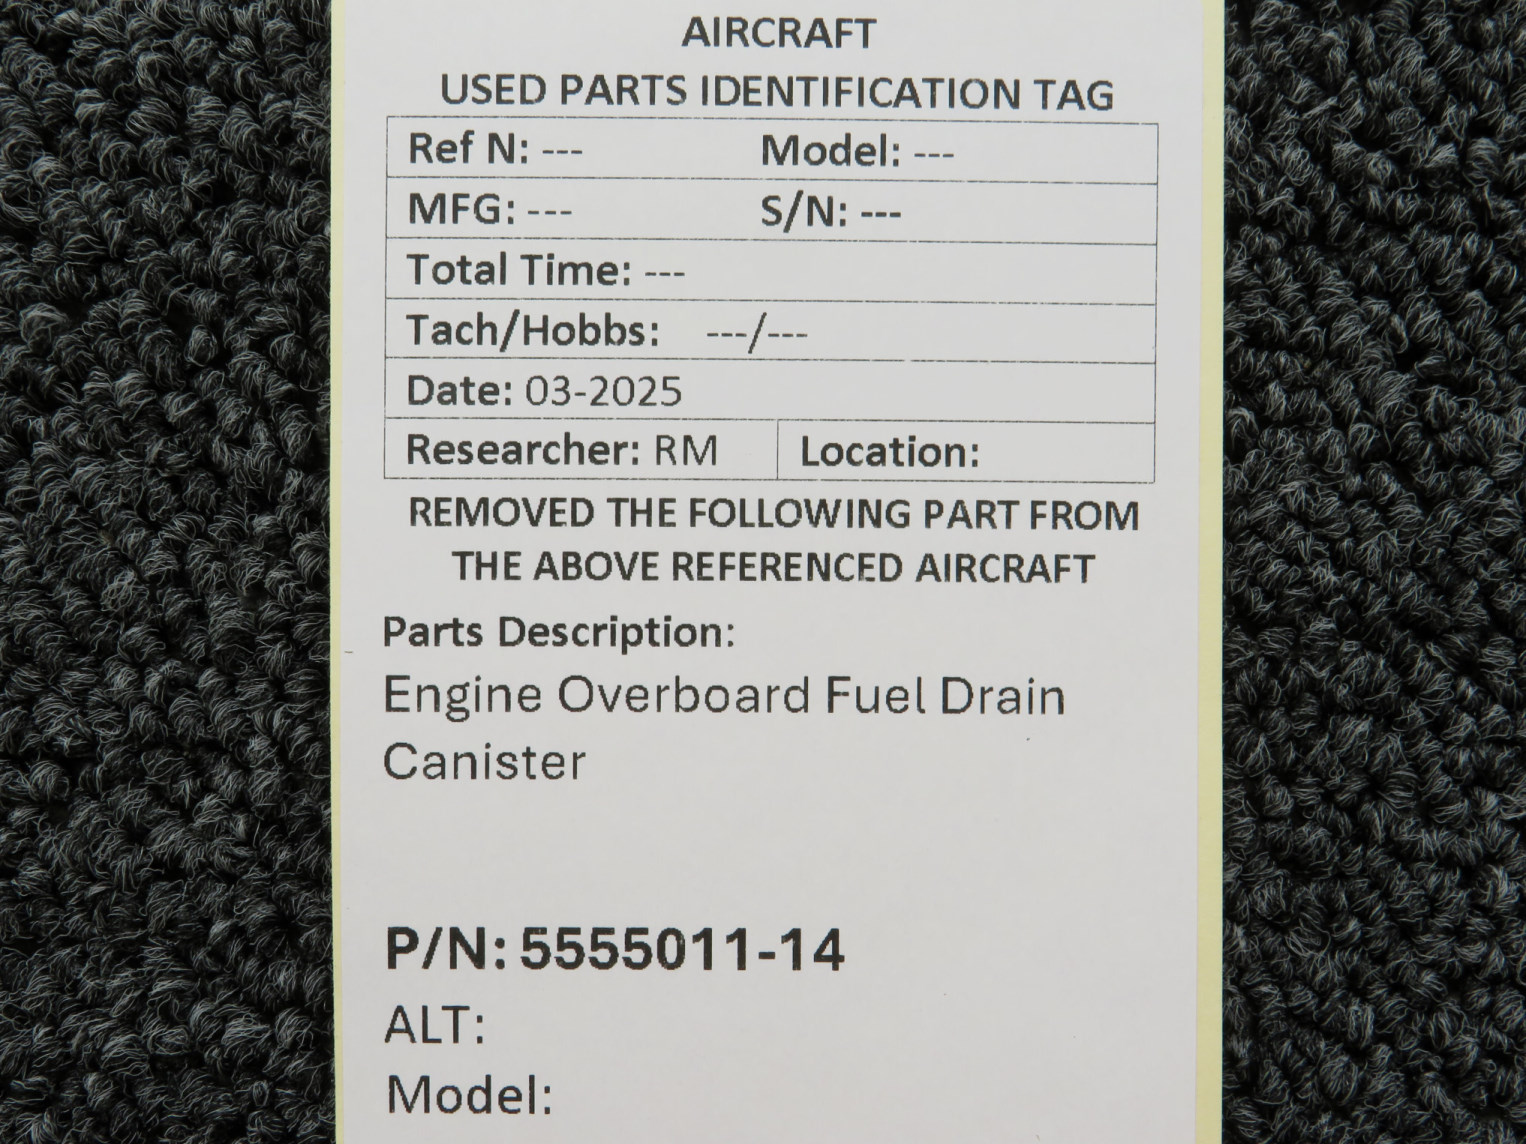 AIRCRAFT
USED PARTS IDENTIFICATION TAG
Ref N: --- Model: ---
MFG: --- S/N: ---
Total Time: ---
Tach/Hobbs: ---/---
Date: 03-2025
Researcher: RM Location:
REMOVED THE FOLLOWING PART FROM
THE ABOVE REFERENCED AIRCRAFT
Parts Description:
Engine Overboard Fuel Drain
Canister
P/N: 5555011-14
ALT:
Model: